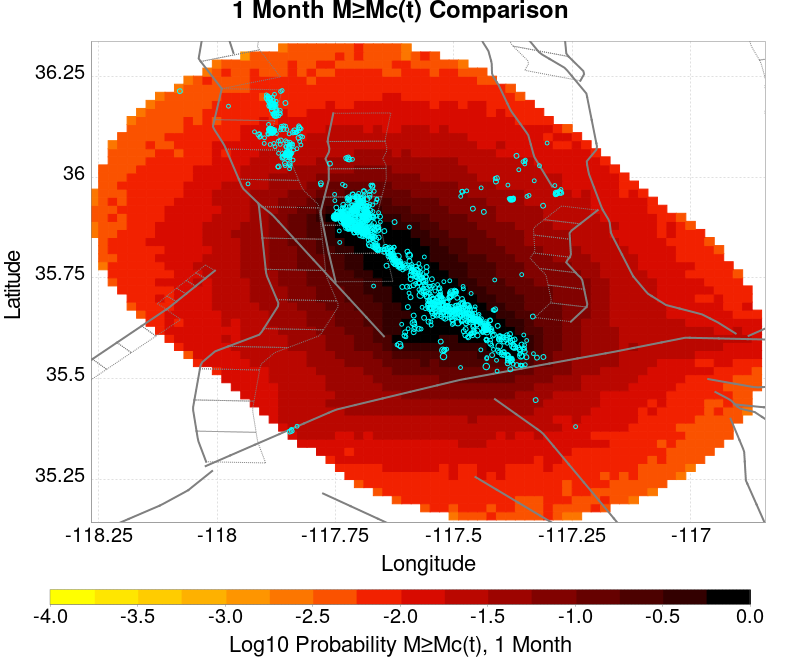 1 Month M≥Mc(t) Comparison
36.25
36
35.75
35.5
35.25
Latitude
-118.25 -118 -117.75 -117.5 -117.25 -117
Longitude
-4.0 -3.5 -3.0 -2.5 -2.0 -1.5 -1.0 -0.5 0.0
Log10 Probability M≥Mc(t), 1 Month